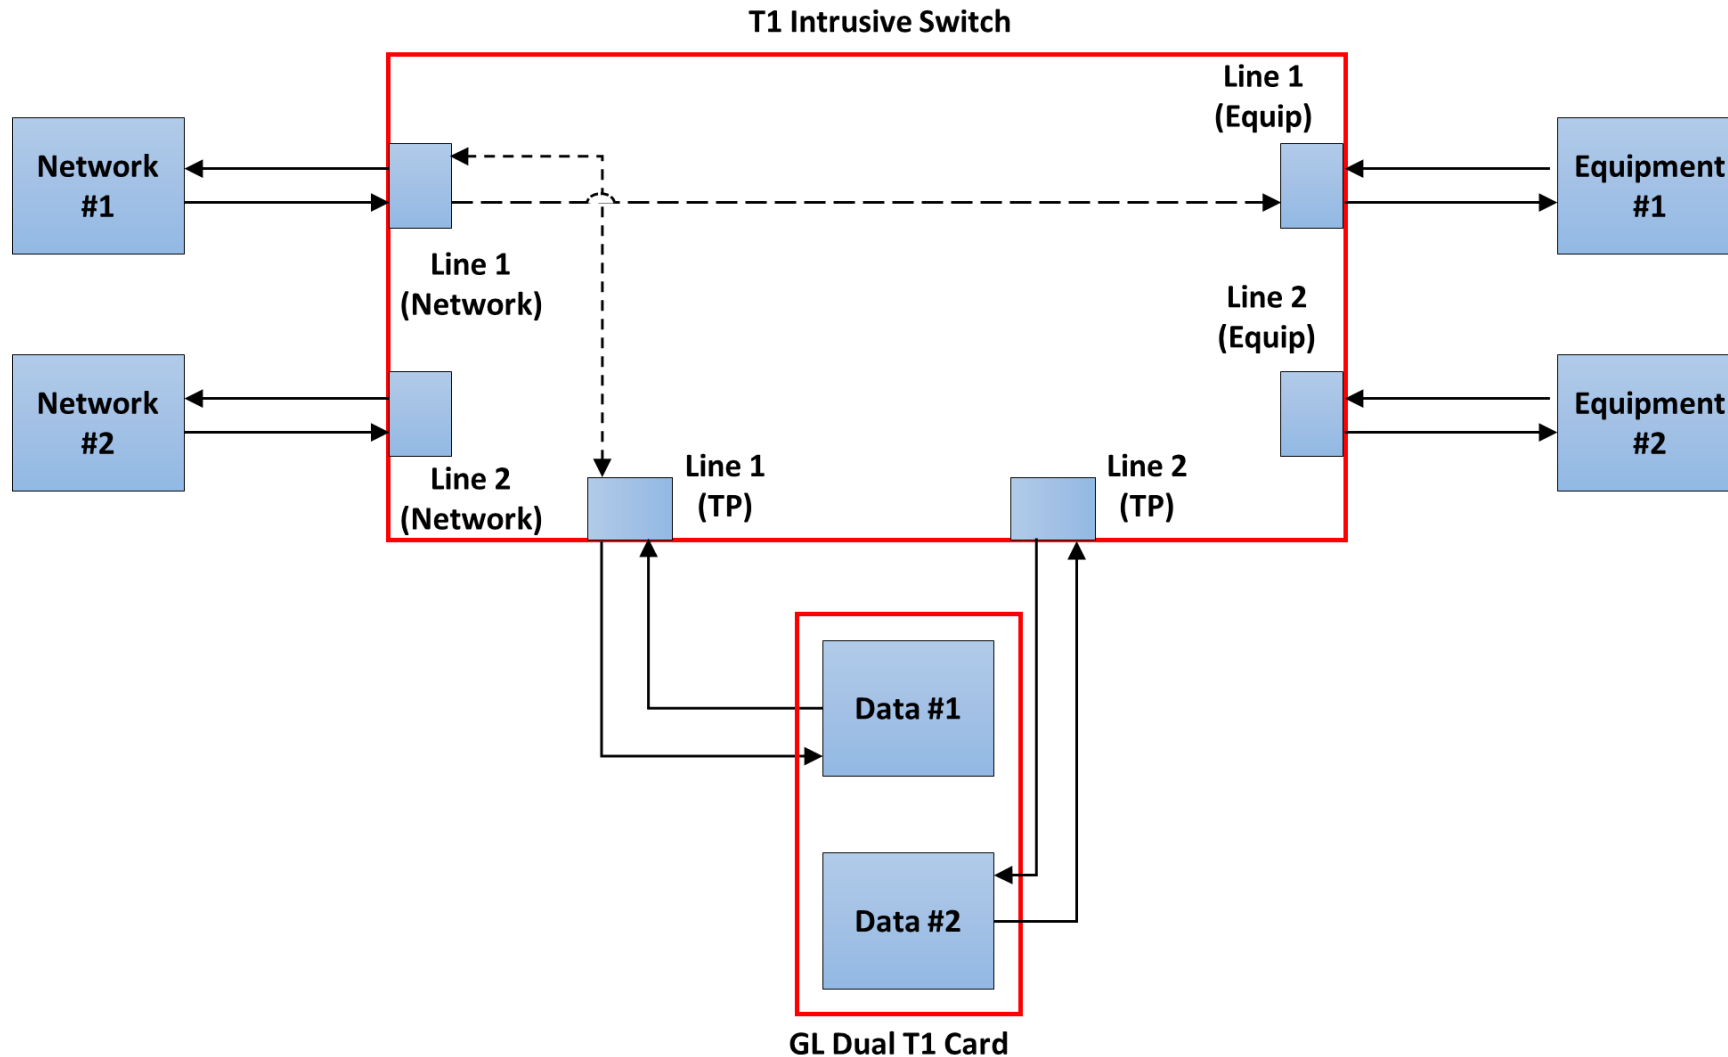 T1 Intrusive Switch
Line 1
(Equip)
Network
#1
Equipment
#1
Line 1
(Network)
Line 2
(Equip)
Network
#2
Equipment
#2
Line 2
(Network)
Line 1
(TP)
Line 2
(TP)
Data #1
Data #2
GL Dual T1 Card